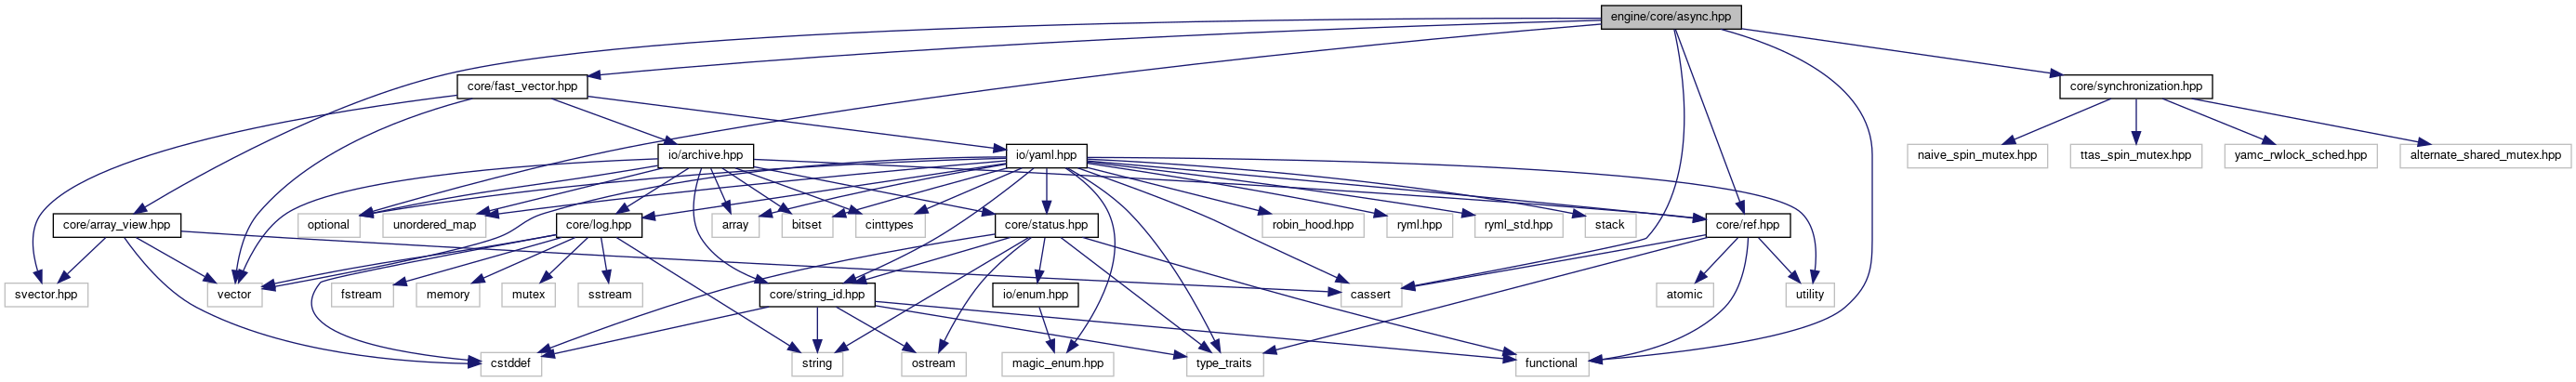 engine/core/async.hpp
core/fast_vector.hpp
core/synchronization.hpp
io/archive.hpp
io/yaml.hpp
naive_spin_mutex.hpp
ttas_spin_mutex.hpp
yamc_rwlock_sched.hpp
alternate_shared_mutex.hpp
core/array_view.hpp
optional
unordered_map
core/log.hpp
array
bitset
cinttypes
core/status.hpp
robin_hood.hpp
ryml.hpp
ryml_std.hpp
stack
core/ref.hpp
svector.hpp
vector
fstream
memory
mutex
sstream
core/string_id.hpp
io/enum.hpp
cassert
atomic
utility
cstddef
string
ostream
magic_enum.hpp
type_traits
functional